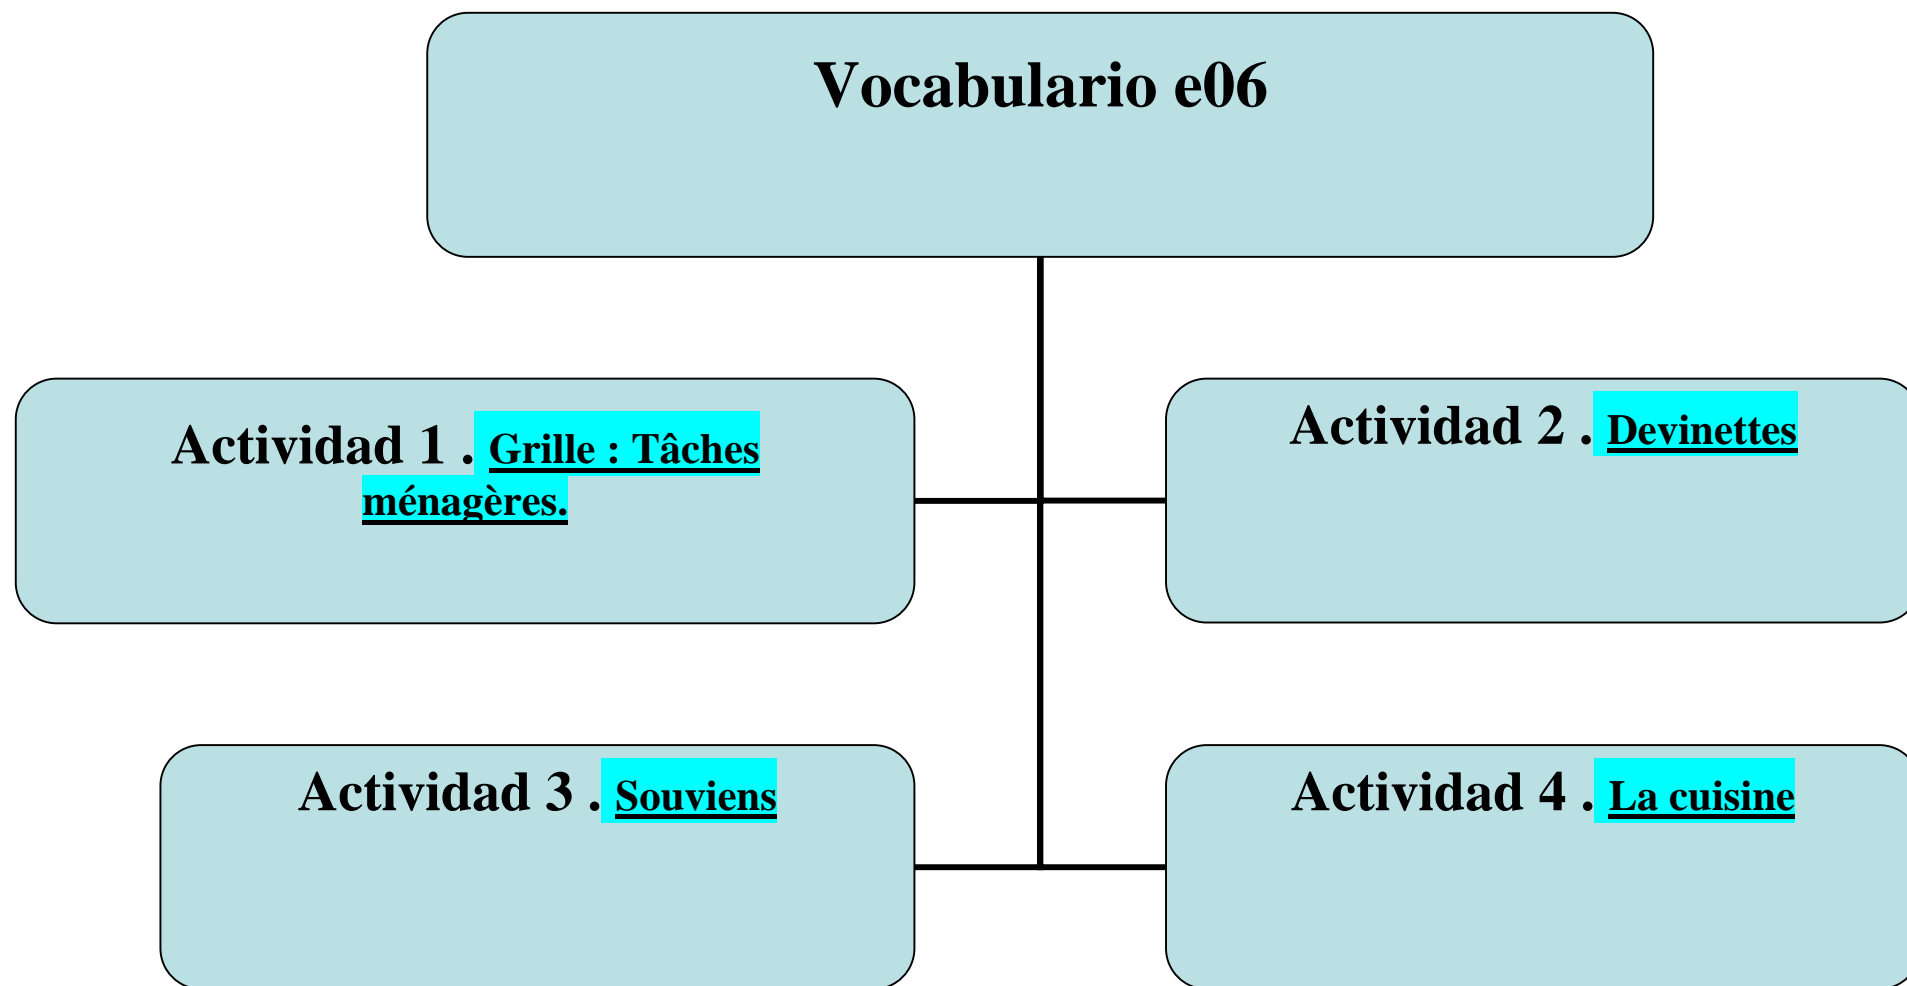 Vocabulario e06
Actividad 1 . Grille : Tâches
ménagères.
Actividad 2 . Devinettes
Actividad 3 . Souviens
Actividad 4 . La cuisine